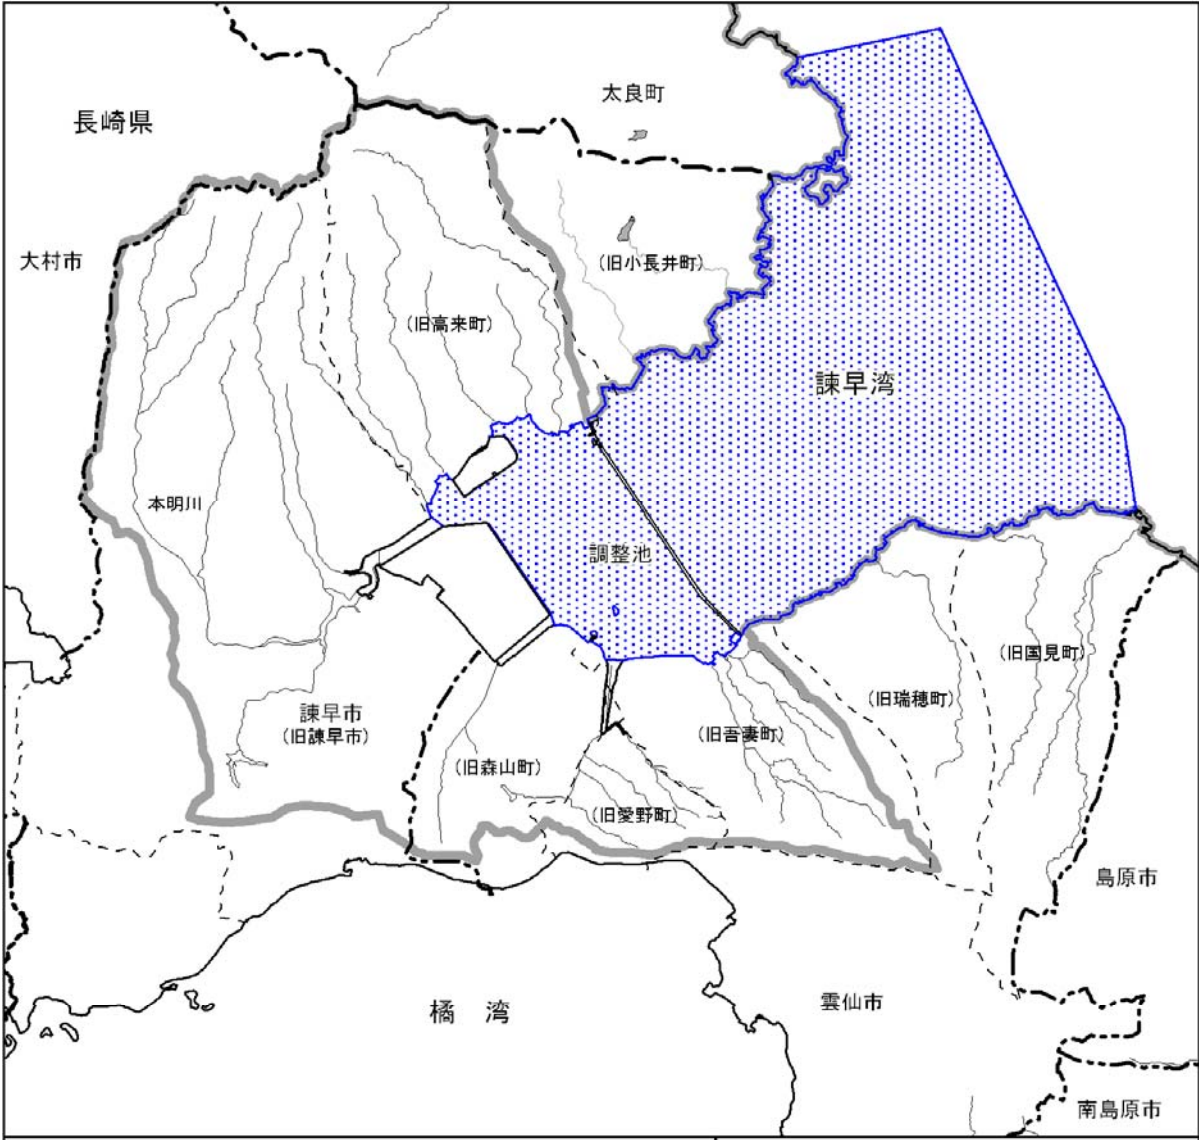 太良町
長崎県
大村市
(旧小長井町)
(旧高来町)
諫早湾
本明川
調整池
(旧国見町)
(旧瑞穂町)
諫早市
(旧諫早市)
(旧吾妻町)
(旧森山町)
(旧愛野町)
島原市
雲仙市
橘 湾
南島原市